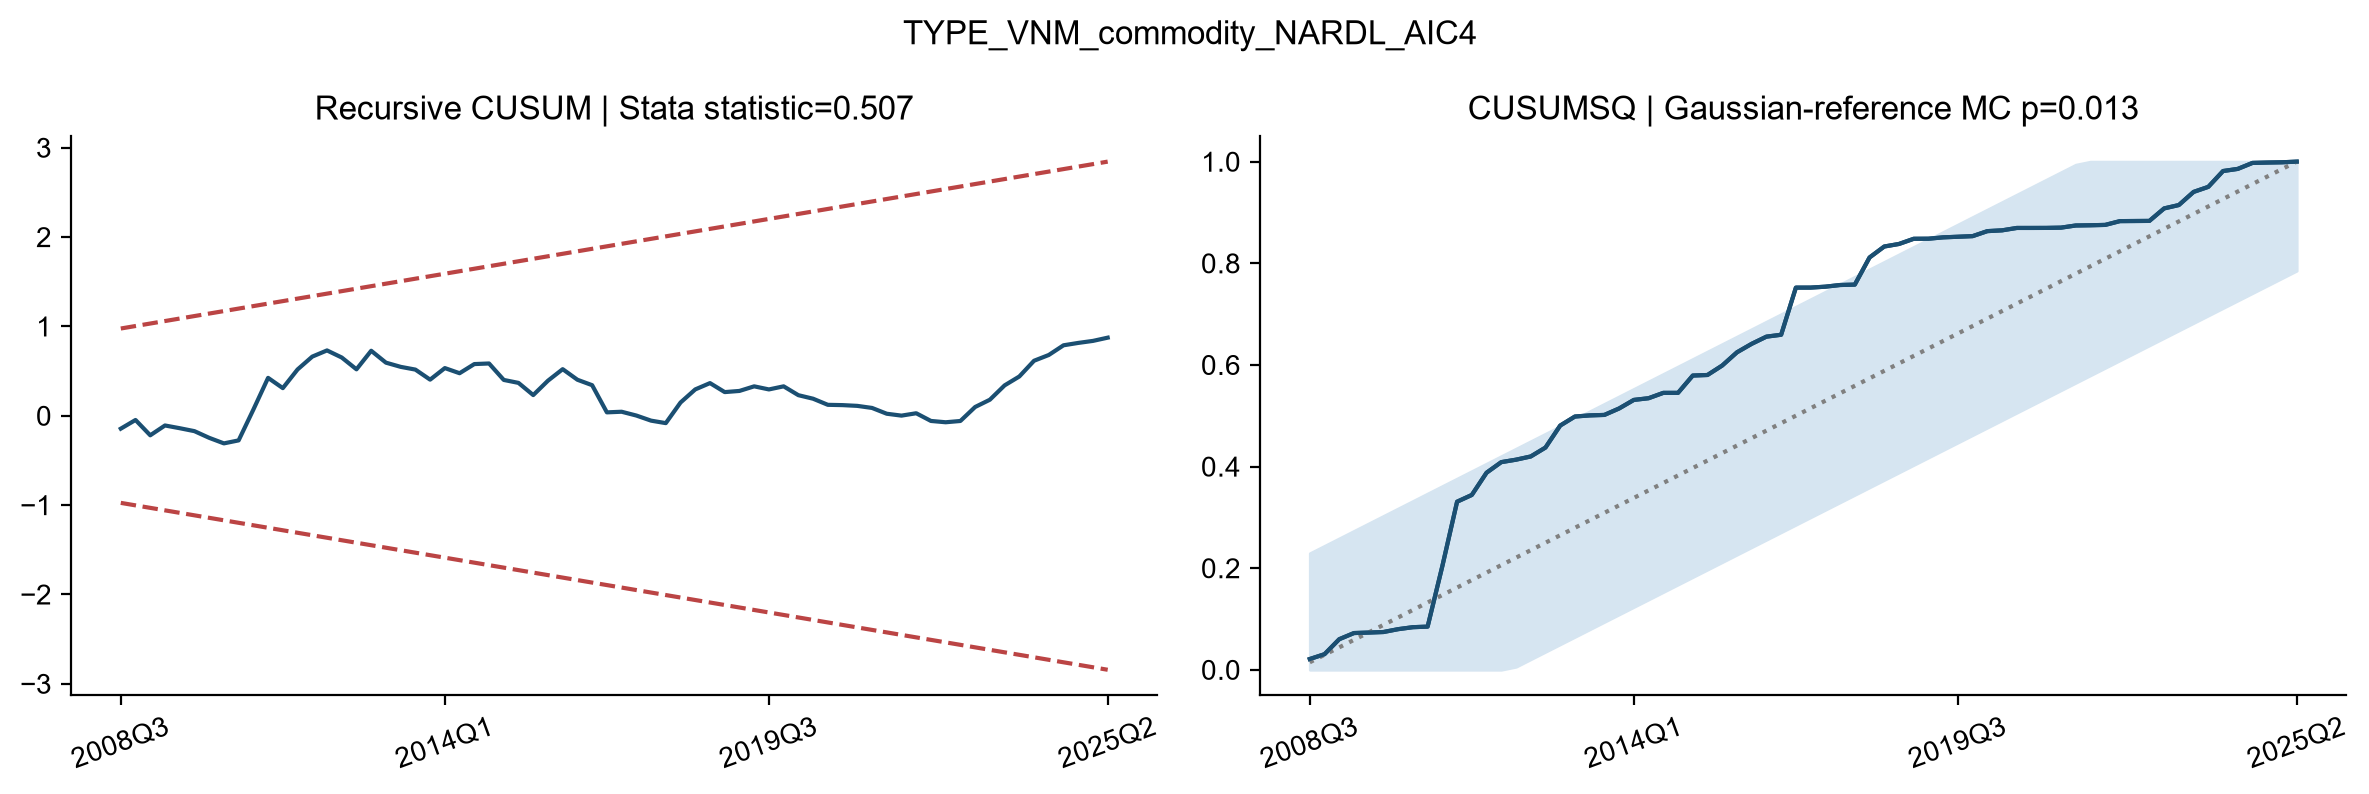 TYPE_VNM_commodity_NARDL_AIC4
Recursive CUSUM | Stata statistic=0.507
3
2
1
0
−1
−2
−3
2008Q3
2014Q1
2019Q3
2025Q2
CUSUMSQ | Gaussian-reference MC p=0.013
1.0
0.8
0.6
0.4
0.2
0.0
2008Q3
2014Q1
2019Q3
2025Q2